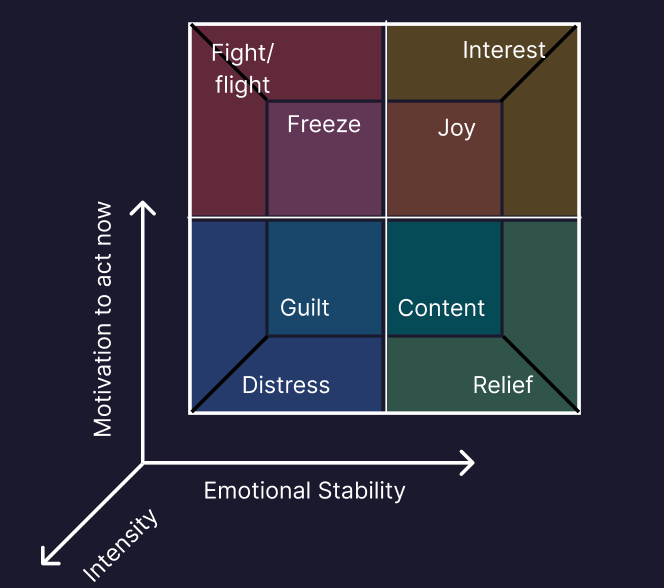 Fight/
flight
Interest
Freeze
Joy
Guilt
Content
Distress
Relief
Motivation to act now
Emotional Stability
Intensity